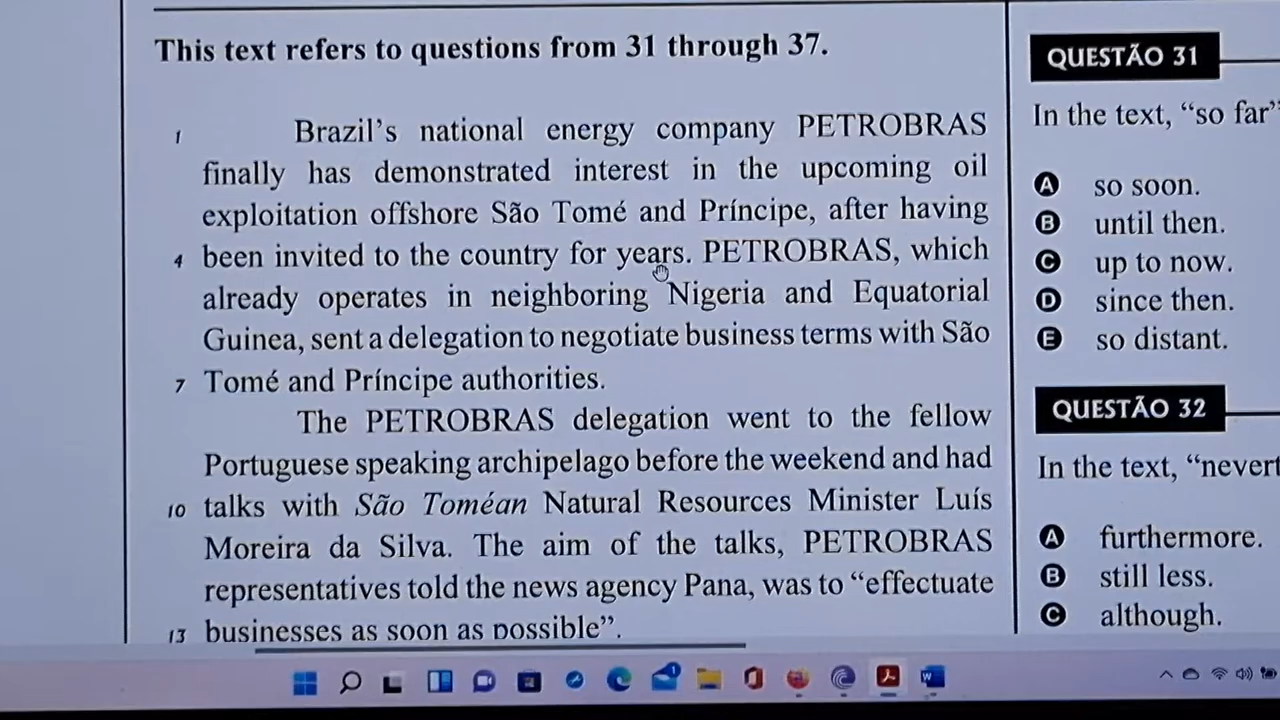 This text refers to questions from 31 through 37.
1 Brazil's national energy company PETROBRAS
finally has demonstrated interest in the upcoming oil
exploitation offshore São Tomé and Príncipe, after having
4 been invited to the country for years. PETROBRAS, which
already operates in neighboring Nigeria and Equatorial
Guinea, sent a delegation to negotiate business terms with São
7 Tomé and Príncipe authorities.
The PETROBRAS delegation went to the fellow
Portuguese speaking archipelago before the weekend and had
10 talks with São Toméan Natural Resources Minister Luís
Moreira da Silva. The aim of the talks, PETROBRAS
representatives told the news agency Pana, was to “effectuate
13 businesses as soon as possible”.
QUESTÃO 31
In the text, “so far”
A so soon.
B until then.
C up to now.
D since then.
E so distant.
QUESTÃO 32
In the text, “nevert
A furthermore.
B still less.
C although.